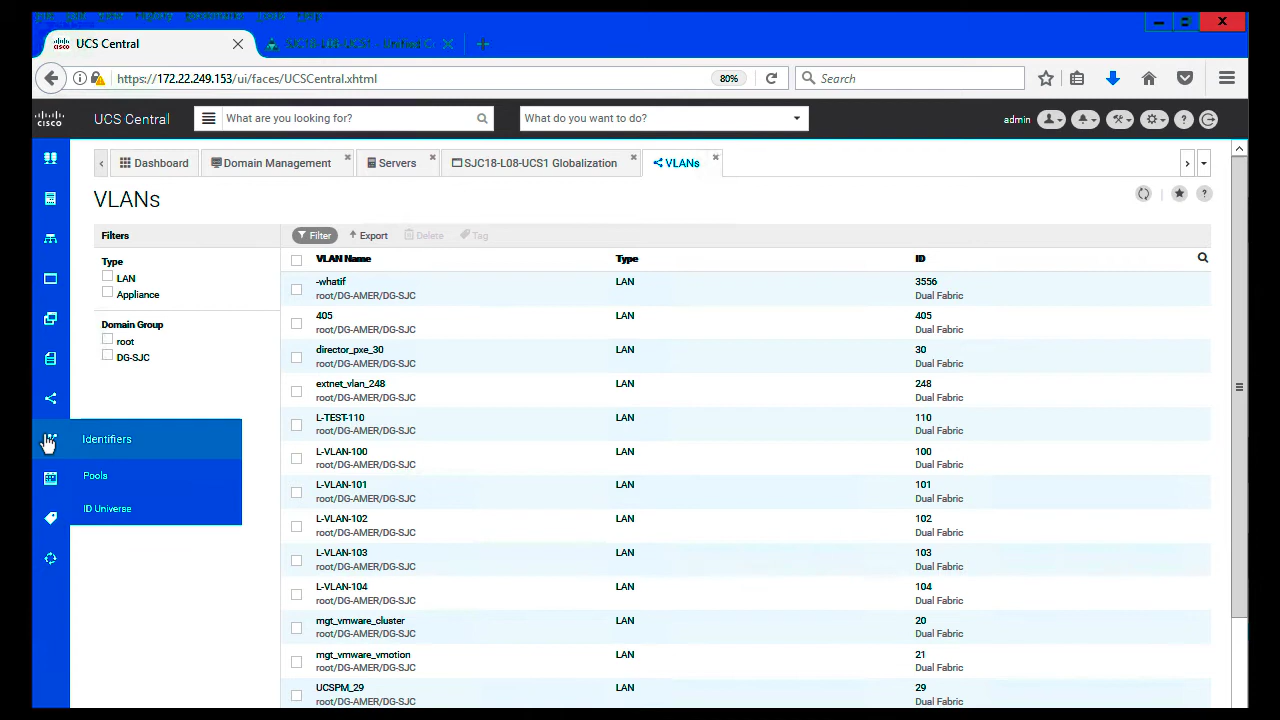 UCS Central
https://172.22.249.153/ui/faces/UCSCentral.xhtml
80%
Search
cisco
UCS Central
What are you looking for?
What do you want to do?
admin
Dashboard
Domain Management
Servers
SJC18-L08-UCS1 Globalization
VLANs
VLANs
Filters
Filter
Export
Delete
Tag
Type
LAN
Appliance
Domain Group
root
DG-SJC
Identifiers
Pools
ID Universe
VLAN Name Type ID
-whatif LAN 3556
root/DG-AMER/DG-SJC Dual Fabric
405 LAN 405
root/DG-AMER/DG-SJC Dual Fabric
director_pxe_30 LAN 30
root/DG-AMER/DG-SJC Dual Fabric
extnet_vlan_248 LAN 248
root/DG-AMER/DG-SJC Dual Fabric
L-TEST-110 LAN 110
root/DG-AMER/DG-SJC Dual Fabric
L-VLAN-100 LAN 100
root/DG-AMER/DG-SJC Dual Fabric
L-VLAN-101 LAN 101
root/DG-AMER/DG-SJC Dual Fabric
L-VLAN-102 LAN 102
root/DG-AMER/DG-SJC Dual Fabric
L-VLAN-103 LAN 103
root/DG-AMER/DG-SJC Dual Fabric
L-VLAN-104 LAN 104
root/DG-AMER/DG-SJC Dual Fabric
mgt_vmware_cluster LAN 20
root/DG-AMER/DG-SJC Dual Fabric
mgt_vmware_vmotion LAN 21
root/DG-AMER/DG-SJC Dual Fabric
UCSPM_29 LAN 29
root/DG-AMER/DG-SJC Dual Fabric